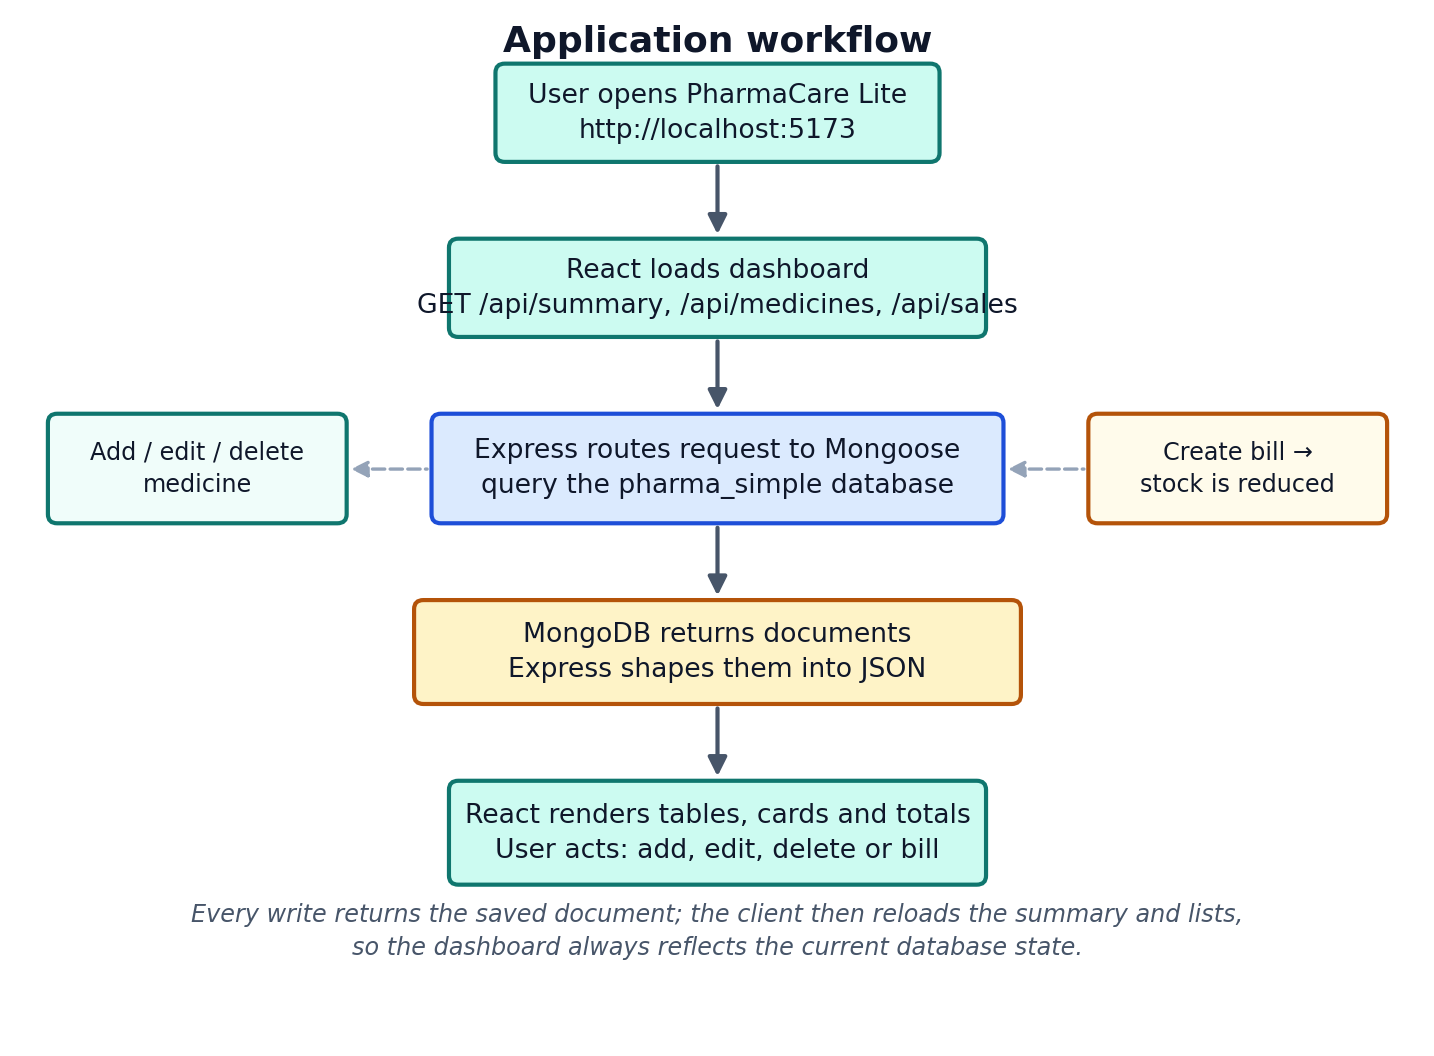 Application workflow
User opens PharmaCare Lite
http://localhost:5173
React loads dashboard
GET /api/summary, /api/medicines, /api/sales
Add / edit / delete
medicine
Express routes request to Mongoose
query the pharma_simple database
Create bill →
stock is reduced
MongoDB returns documents
Express shapes them into JSON
React renders tables, cards and totals
User acts: add, edit, delete or bill
Every write returns the saved document; the client then reloads the summary and lists,
so the dashboard always reflects the current database state.